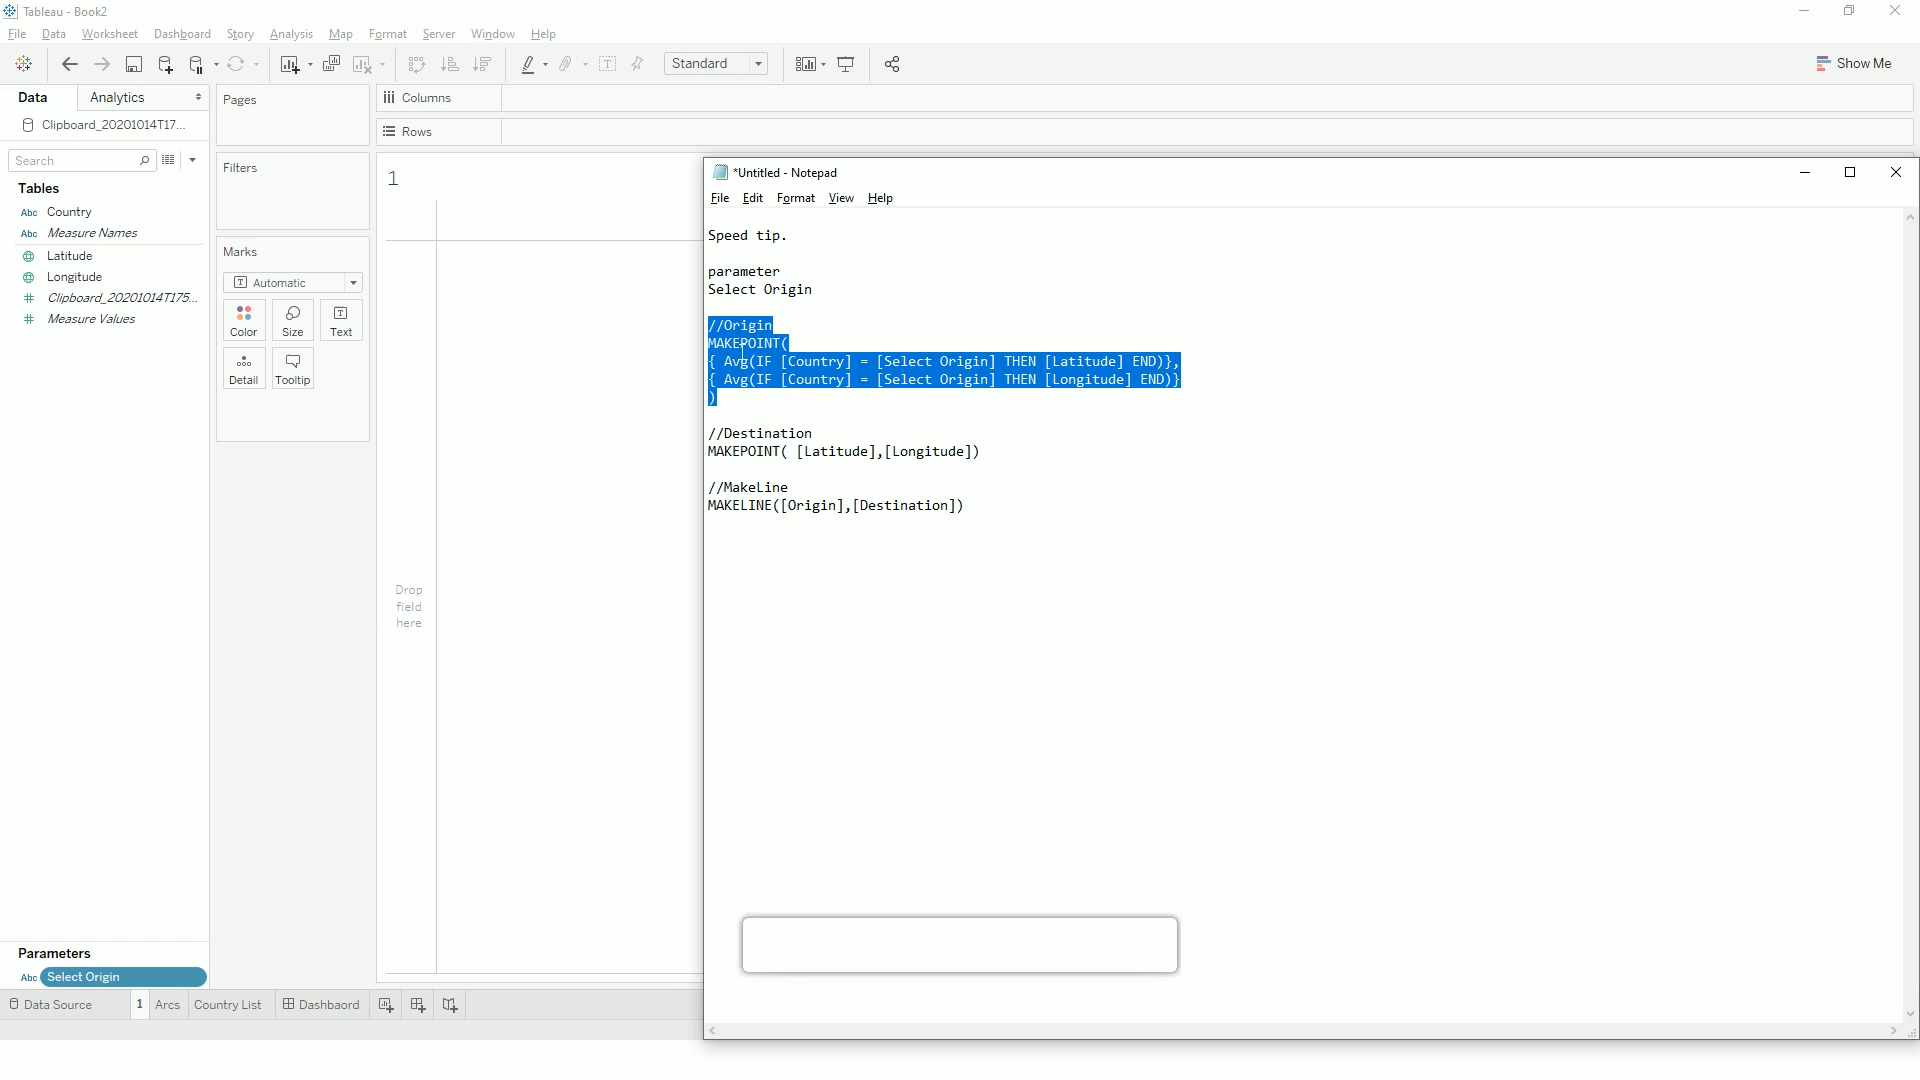 Tableau - Book2
File Data Worksheet Dashboard Story Analysis Map Format Server Window Help
Standard
Show Me
Data Analytics
Clipboard_20201014T17...
Search
Tables
Abc Country
Abc Measure Names
Latitude
Longitude
# Clipboard_20201014T175...
# Measure Values
Parameters
Abc Select Origin
Pages
Filters
Marks
Automatic
Color Size Text
Detail Tooltip
Columns
Rows
1
Drop
field
here
*Untitled - Notepad
File Edit Format View Help
Speed tip.
parameter
Select Origin
//Origin
MAKEPOINT(
{ Avg(IF [Country] = [Select Origin] THEN [Latitude] END)},
{ Avg(IF [Country] = [Select Origin] THEN [Longitude] END)}
)
//Destination
MAKEPOINT( [Latitude],[Longitude])
//MakeLine
MAKELINE([Origin],[Destination])
Data Source 1 Arcs Country List Dashbaord